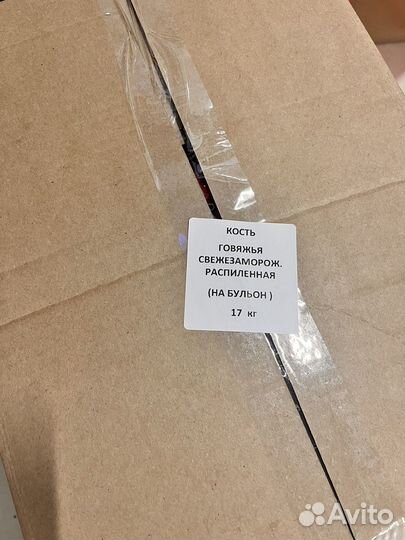 КОСТЬ
ГОВЯЖЬЯ
СВЕЖЕЗАМОРОЖ.
РАСПИЛЕННАЯ
(НА БУЛЬОН )
17 кг
Avito